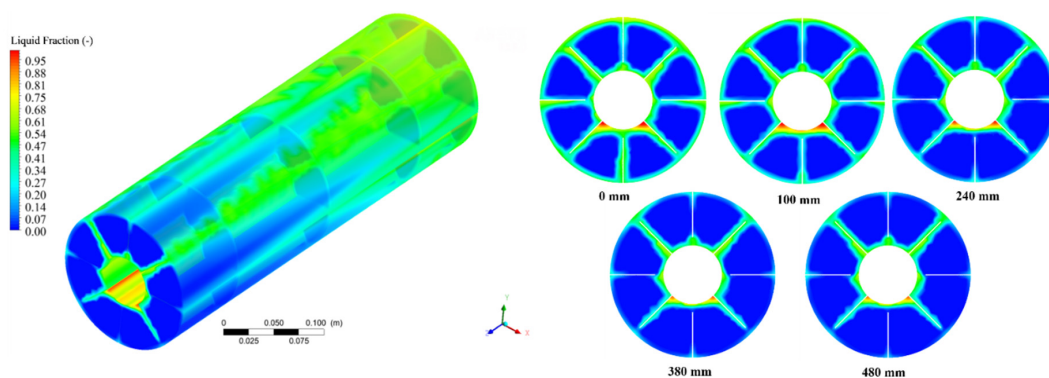 Liquid Fraction (-)
0.95
0.88
0.81
0.75
0.68
0.61
0.54
0.47
0.41
0.34
0.27
0.20
0.14
0.07
0.00
0 0.050 0.100 (m)
0.025 0.075
Y
X
0 mm
100 mm
240 mm
380 mm
480 mm